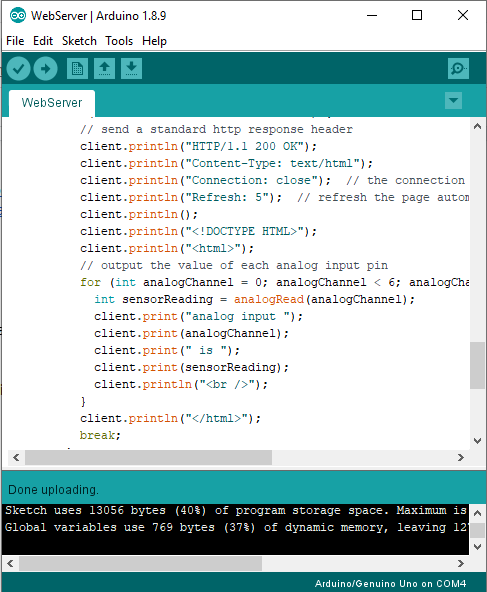 WebServer | Arduino 1.8.9
File Edit Sketch Tools Help
WebServer
// send a standard http response header
client.println("HTTP/1.1 200 OK");
client.println("Content-Type: text/html");
client.println("Connection: close");  // the connection
client.println("Refresh: 5");  // refresh the page autom
client.println();
client.println("<!DOCTYPE HTML>");
client.println("<html>");
// output the value of each analog input pin
for (int analogChannel = 0; analogChannel < 6; analogCha
int sensorReading = analogRead(analogChannel);
client.print("analog input ");
client.print(analogChannel);
client.print(" is ");
client.print(sensorReading);
client.println("<br />");
}
client.println("</html>");
break;
Done uploading.
Sketch uses 13056 bytes (40%) of program storage space. Maximum is
Global variables use 769 bytes (37%) of dynamic memory, leaving 127
Arduino/Genuino Uno on COM4